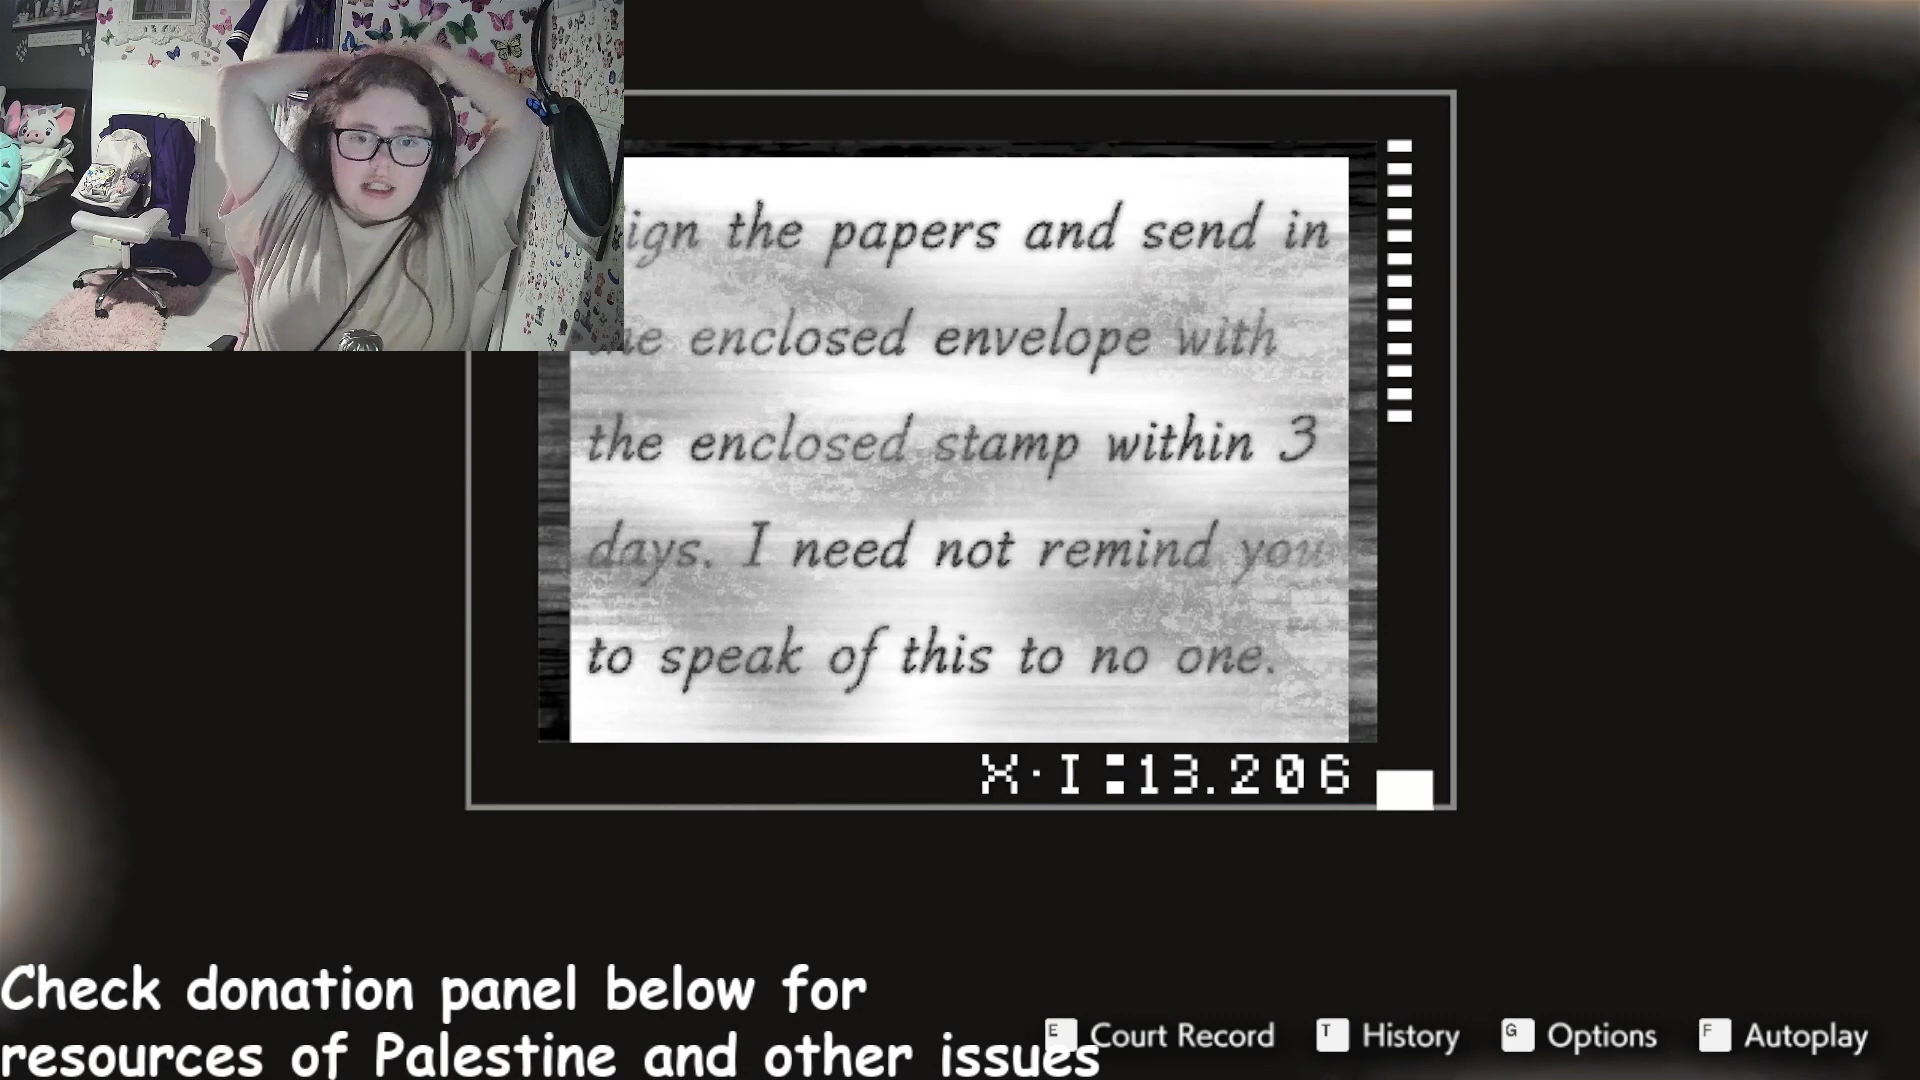 ign the papers and send in
enclosed envelope with
the enclosed stamp within 3
days. I need not remind you
to speak of this to no one.
X·I:13.206
Check donation panel below for
resources of Palestine and other issues
E Court Record T History G Options F Autoplay